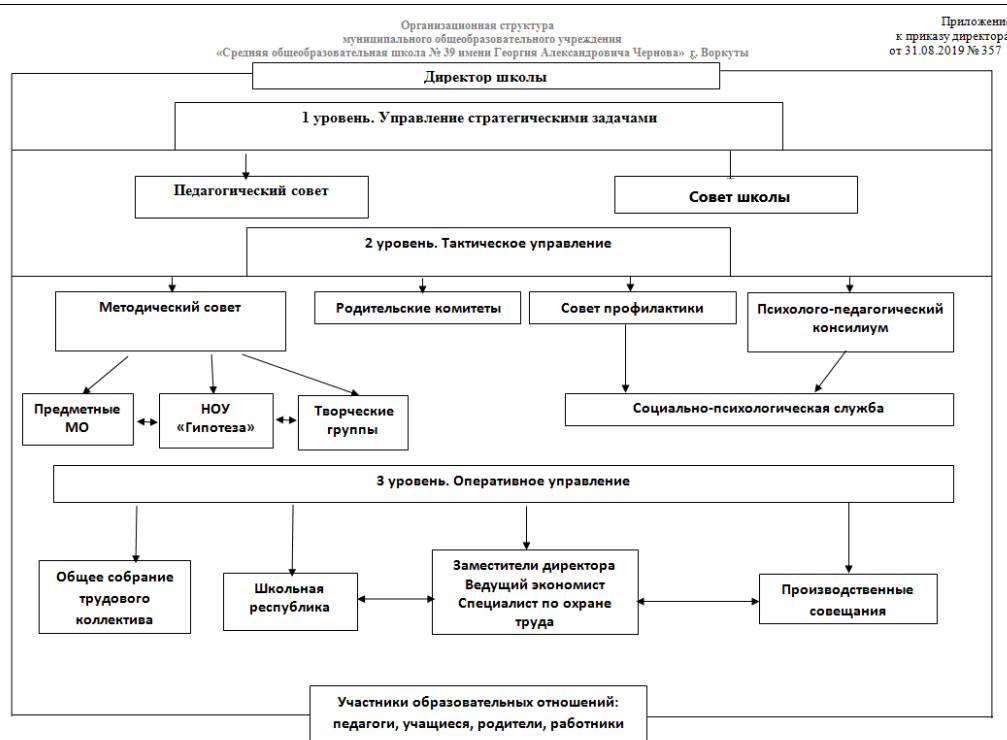 Организационная структура
муниципального общеобразовательного учреждения
«Средняя общеобразовательная школа № 39 имени Георгия Александровича Чернова» г. Воркуты
Приложение
к приказу директора
от 31.08.2019 № 357
Директор школы
1 уровень. Управление стратегическими задачами
Педагогический совет
Совет школы
2 уровень. Тактическое управление
Методический совет
Родительские комитеты
Совет профилактики
Психолого-педагогический
консилиум
Предметные
МО
НОУ
«Гипотеза»
Творческие
группы
Социально-психологическая служба
3 уровень. Оперативное управление
Общее собрание
трудового
коллектива
Школьная
республика
Заместители директора
Ведущий экономист
Специалист по охране
труда
Производственные
совещания
Участники образовательных отношений:
педагоги, учащиеся, родители, работники